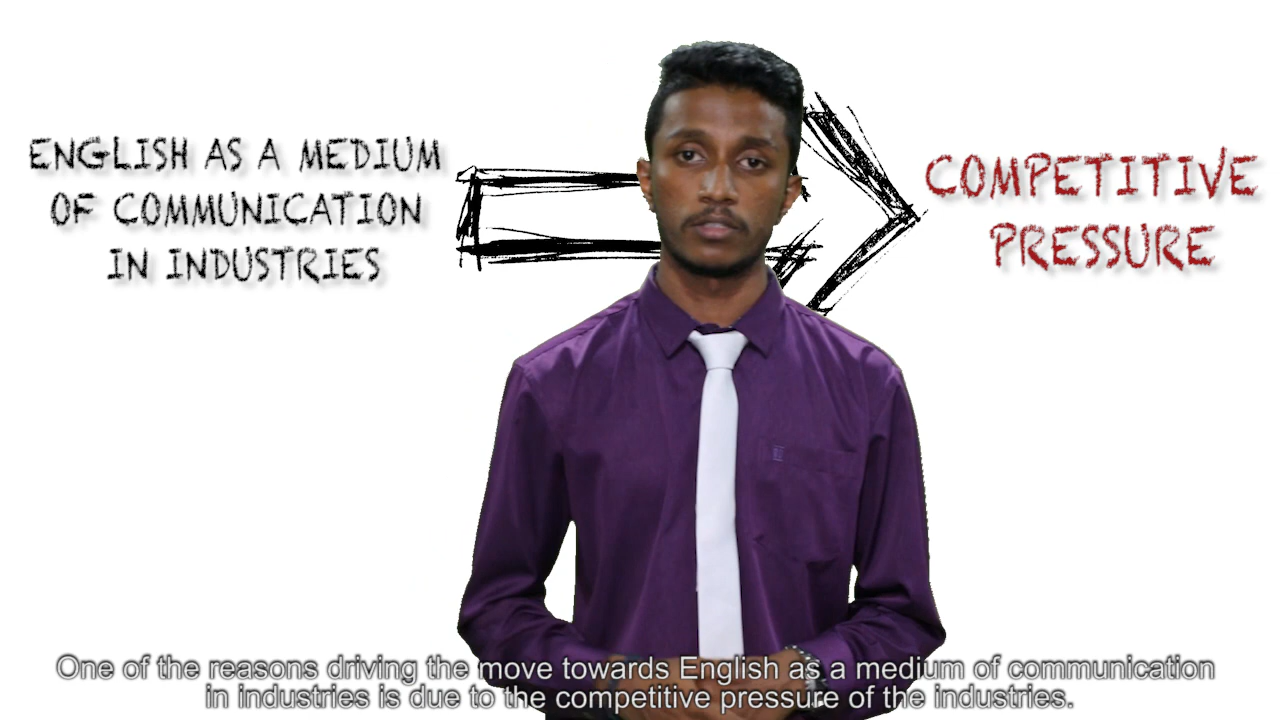 ENGLISH AS A MEDIUM
OF COMMUNICATION
IN INDUSTRIES
COMPETITIVE
PRESSURE
One of the reasons driving the move towards English as a medium of communication
in industries is due to the competitive pressure of the industries.